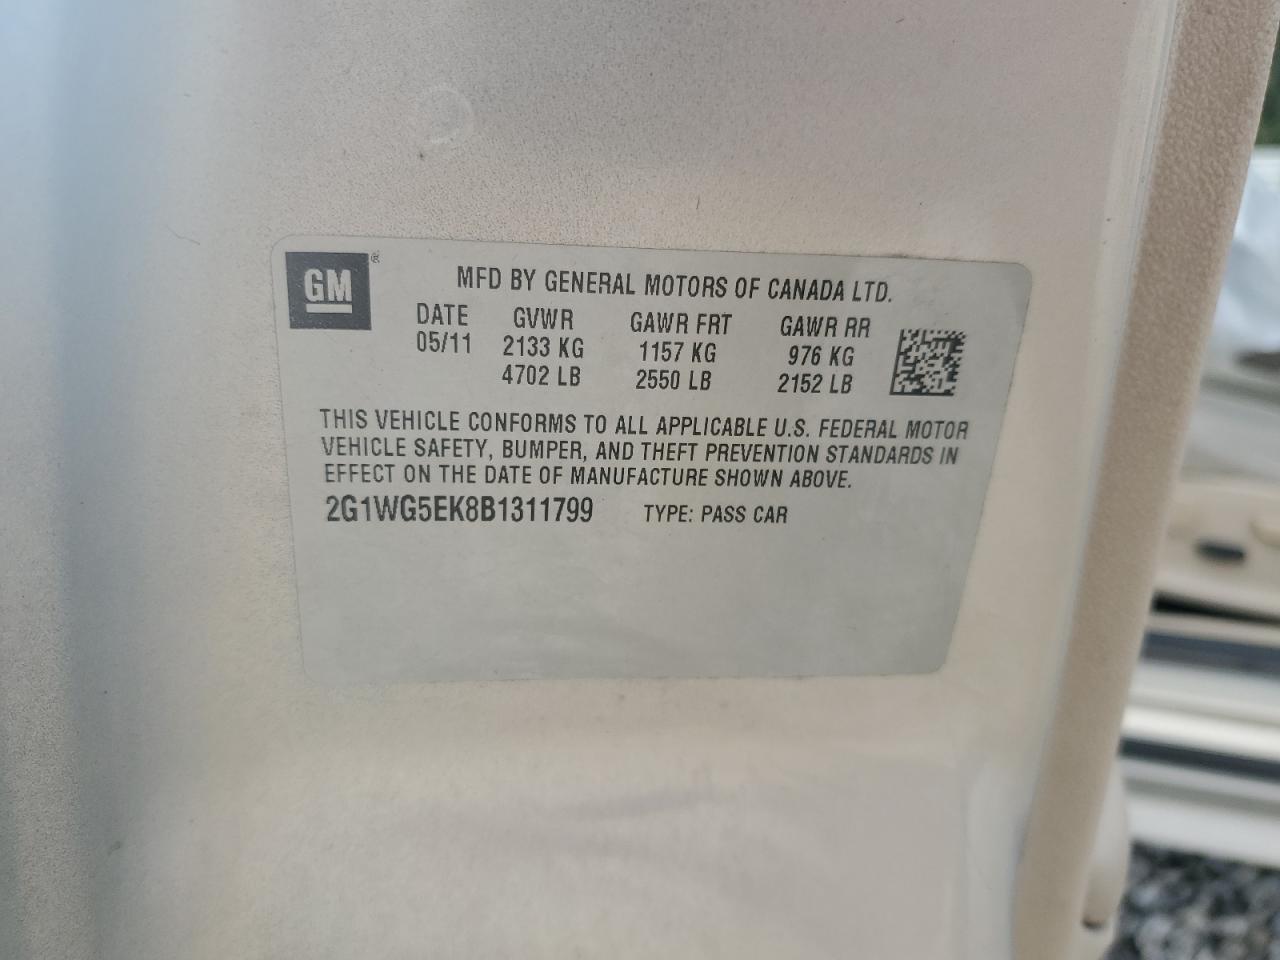 GM ®
MFD BY GENERAL MOTORS OF CANADA LTD.
DATE GVWR GAWR FRT GAWR RR
05/11 2133 KG 1157 KG 976 KG
4702 LB 2550 LB 2152 LB
THIS VEHICLE CONFORMS TO ALL APPLICABLE U.S. FEDERAL MOTOR
VEHICLE SAFETY, BUMPER, AND THEFT PREVENTION STANDARDS IN
EFFECT ON THE DATE OF MANUFACTURE SHOWN ABOVE.
2G1WG5EK8B1311799 TYPE: PASS CAR